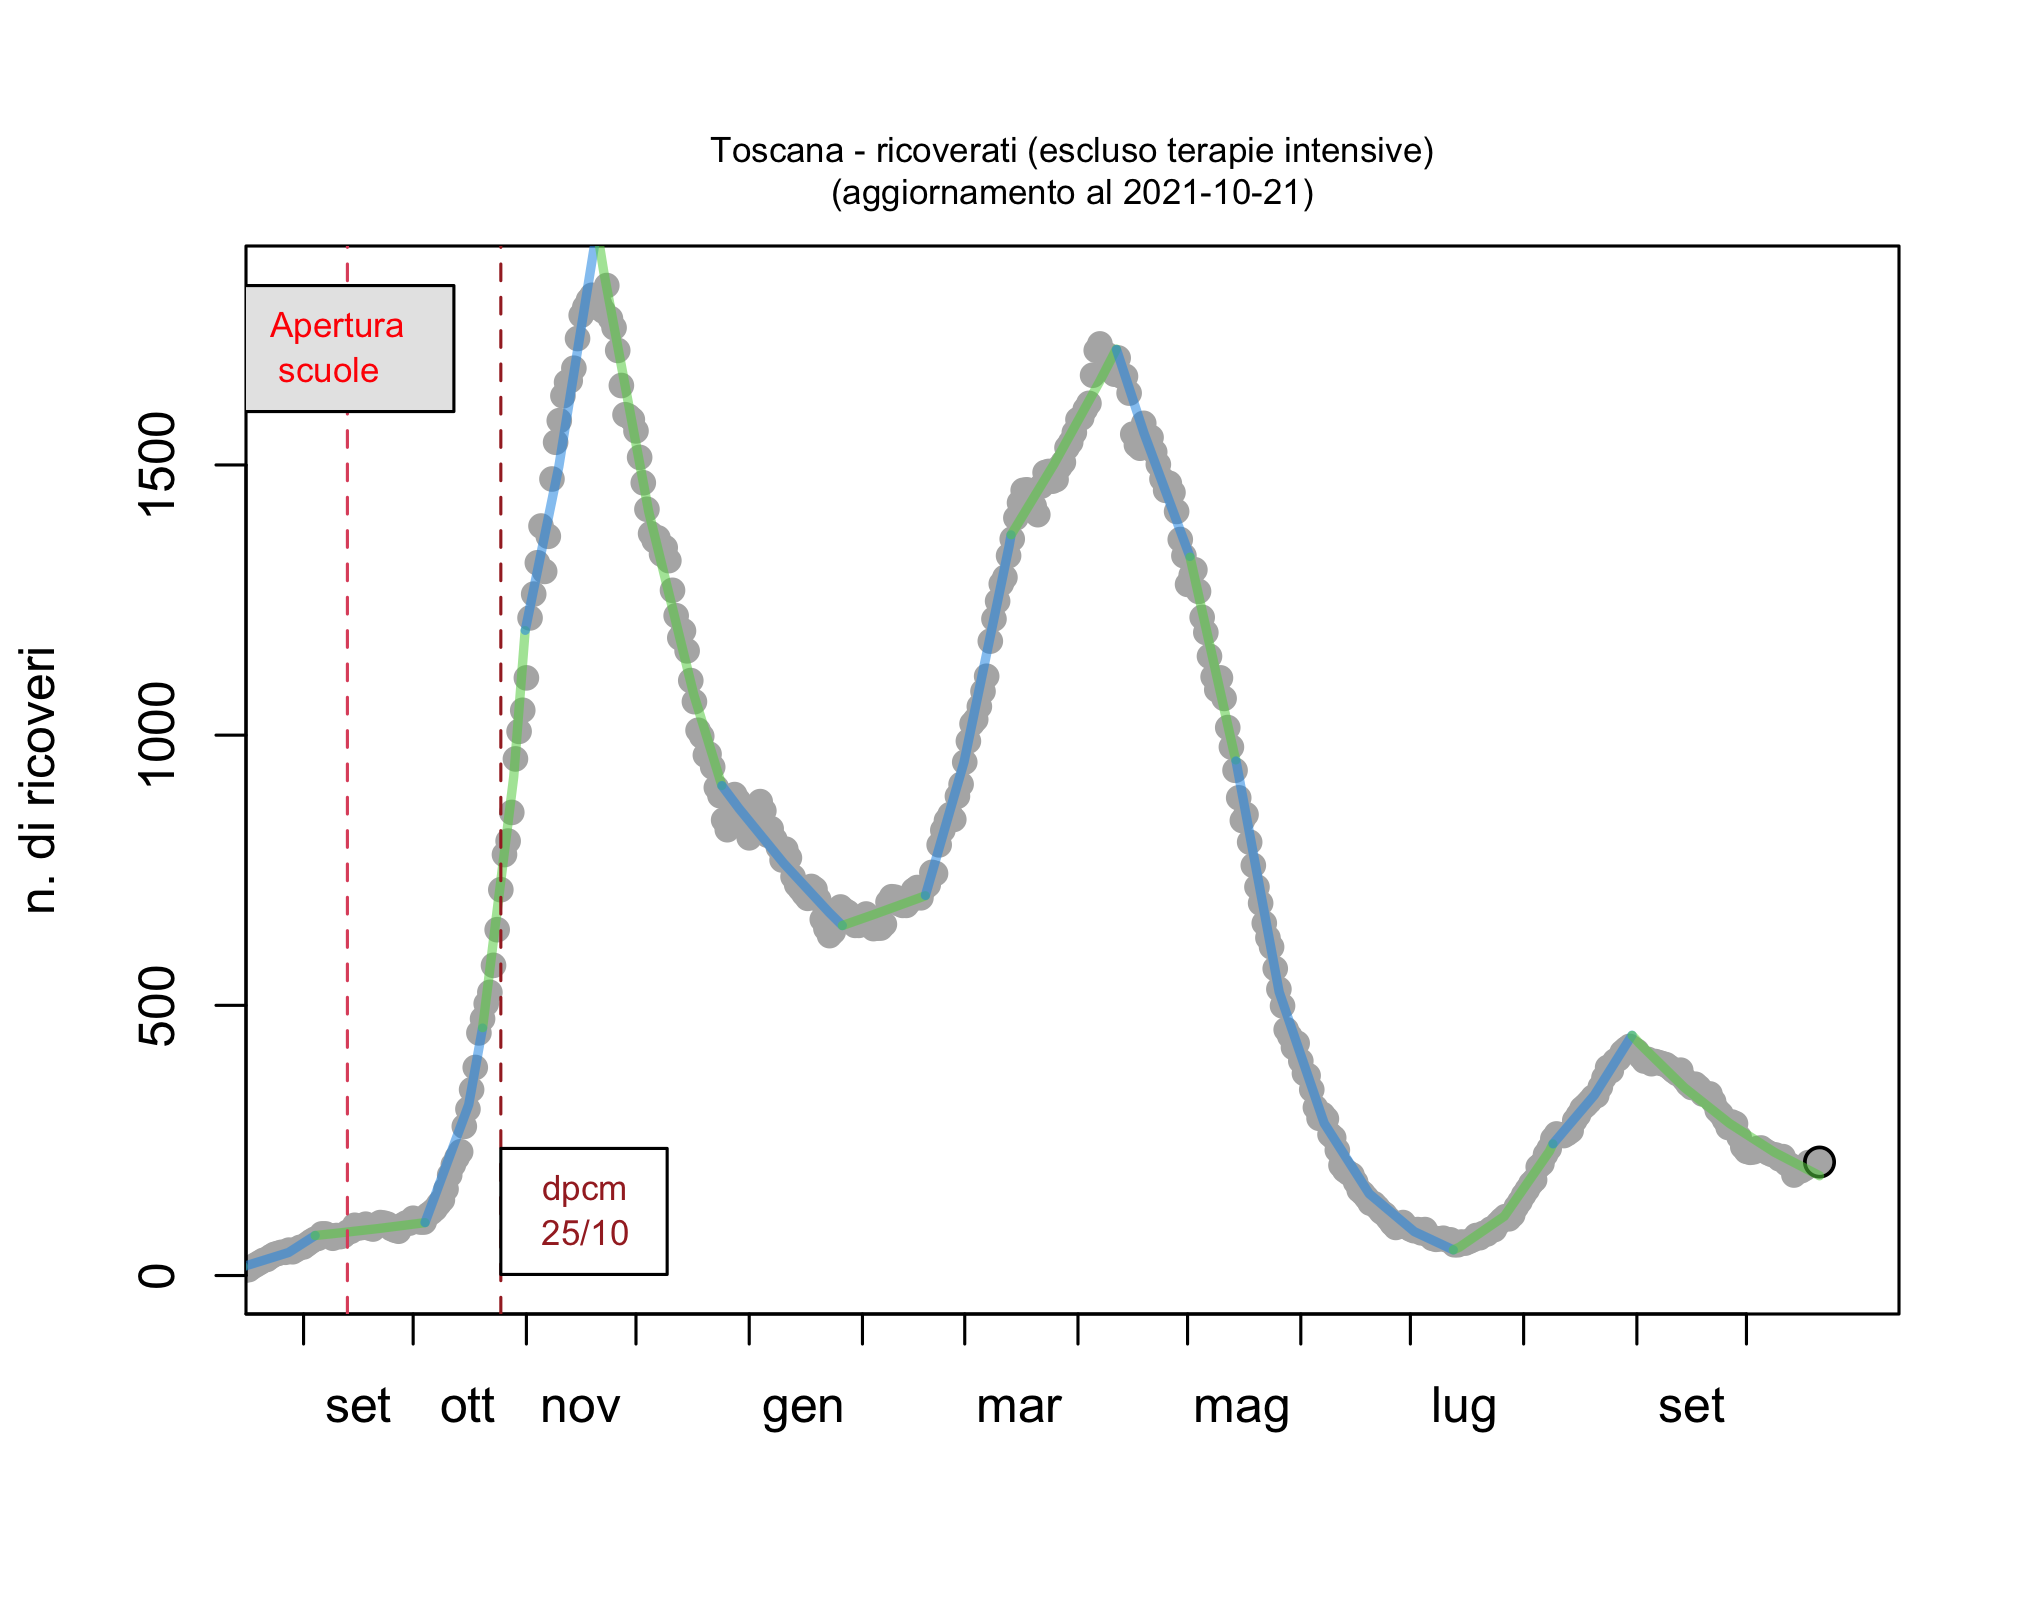 Toscana - ricoverati (escluso terapie intensive)
(aggiornamento al 2021-10-21)
Apertura
scuole
n. di ricoveri
1500
1000
500
0
dpcm
25/10
set ott nov gen mar mag lug set